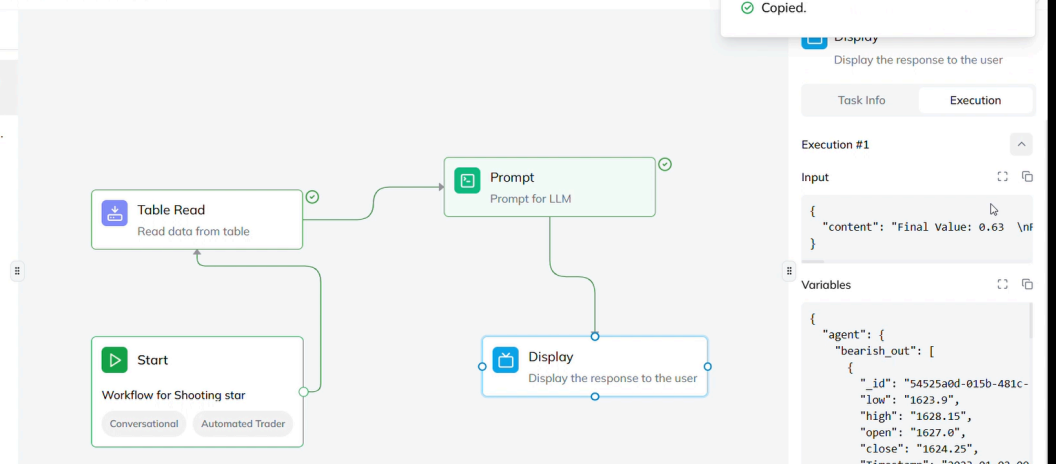 Copied.
Display
Display the response to the user
Task Info
Execution
Execution #1
Input
{
"content": "Final Value: 0.63 \n
}
Variables
{
"agent": {
"bearish_out": [
{
"_id": "54525a0d-015b-481c-
"low": "1623.9",
"high": "1628.15",
"open": "1627.0",
"close": "1624.25",
Table Read
Read data from table
Prompt
Prompt for LLM
Start
Workflow for Shooting star
Conversational
Automated Trader
Display
Display the response to the user